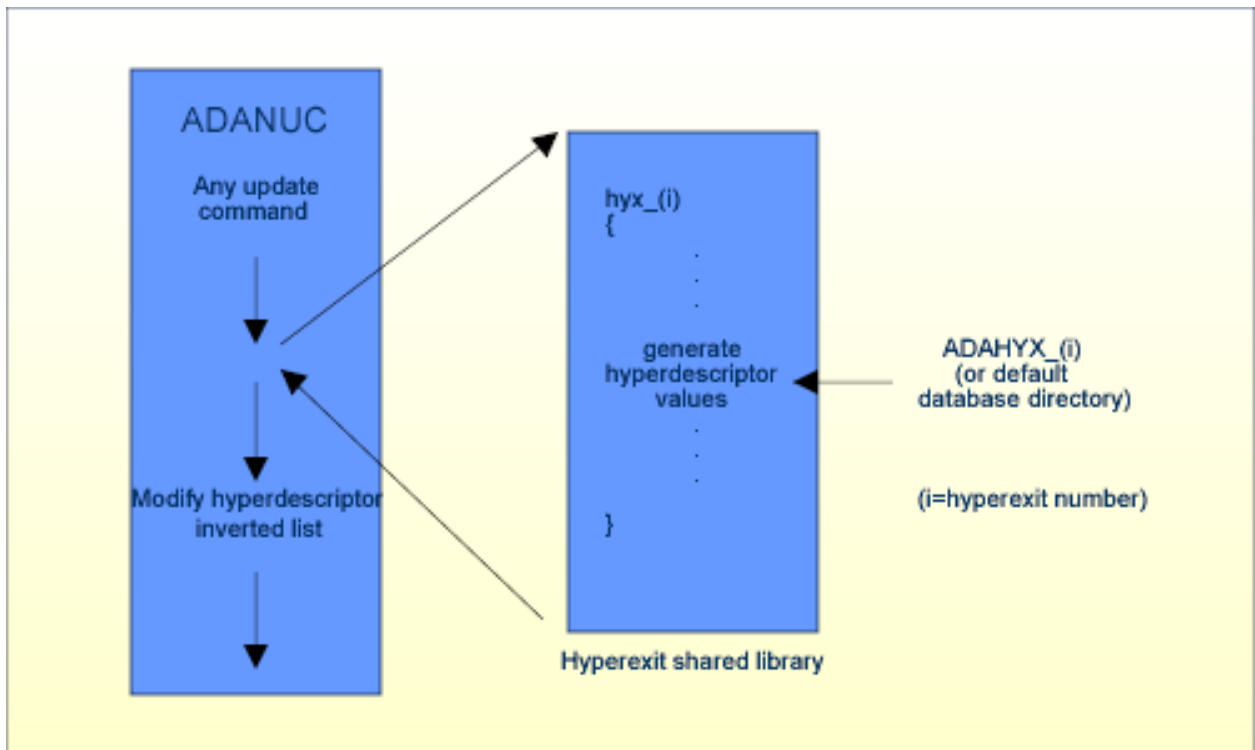 ADANUC
Any update
command
Modify hyperdescriptor
inverted list
hyx_(i)
{
.
.
.
generate
hyperdescriptor
values
.
.
.
}
Hyperexit shared library
ADAHYX_(i)
(or default
database directory)
(i=hyperexit number)